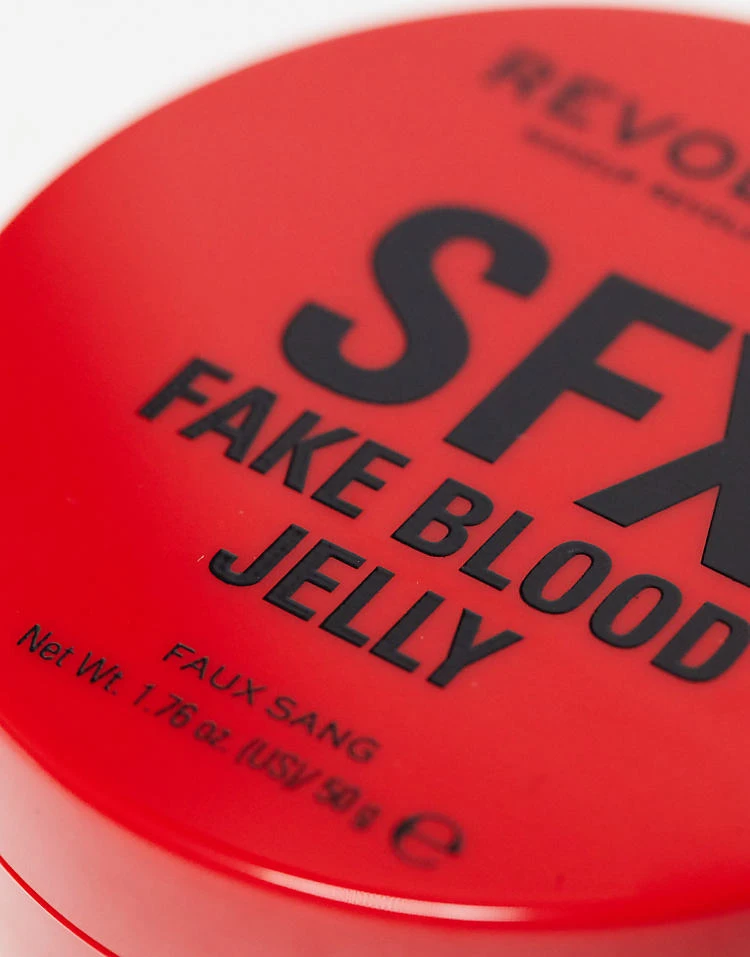 REVOL
SFX
FAKE BLOOD
JELLY
FAUX SANG
Net Wt. 1.76 oz. (US)/ 50 g ℮